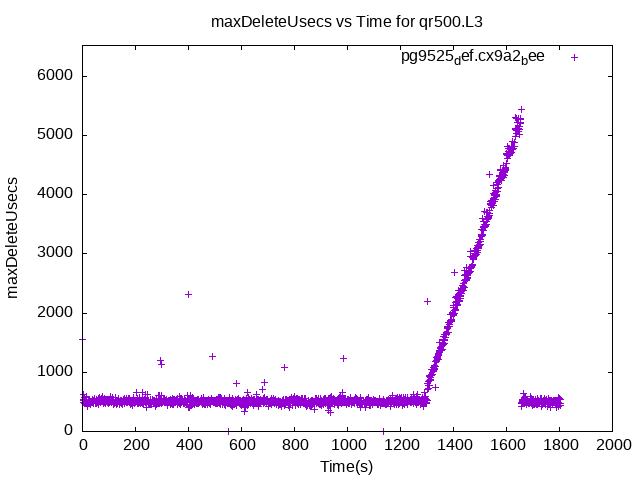 maxDeleteUsecs vs Time for qr500.L3
pg9525def.cx9a2bee
6000
5000
4000
3000
2000
1000
0
maxDeleteUsecs
0 200 400 600 800 1000 1200 1400 1600 1800 2000
Time(s)